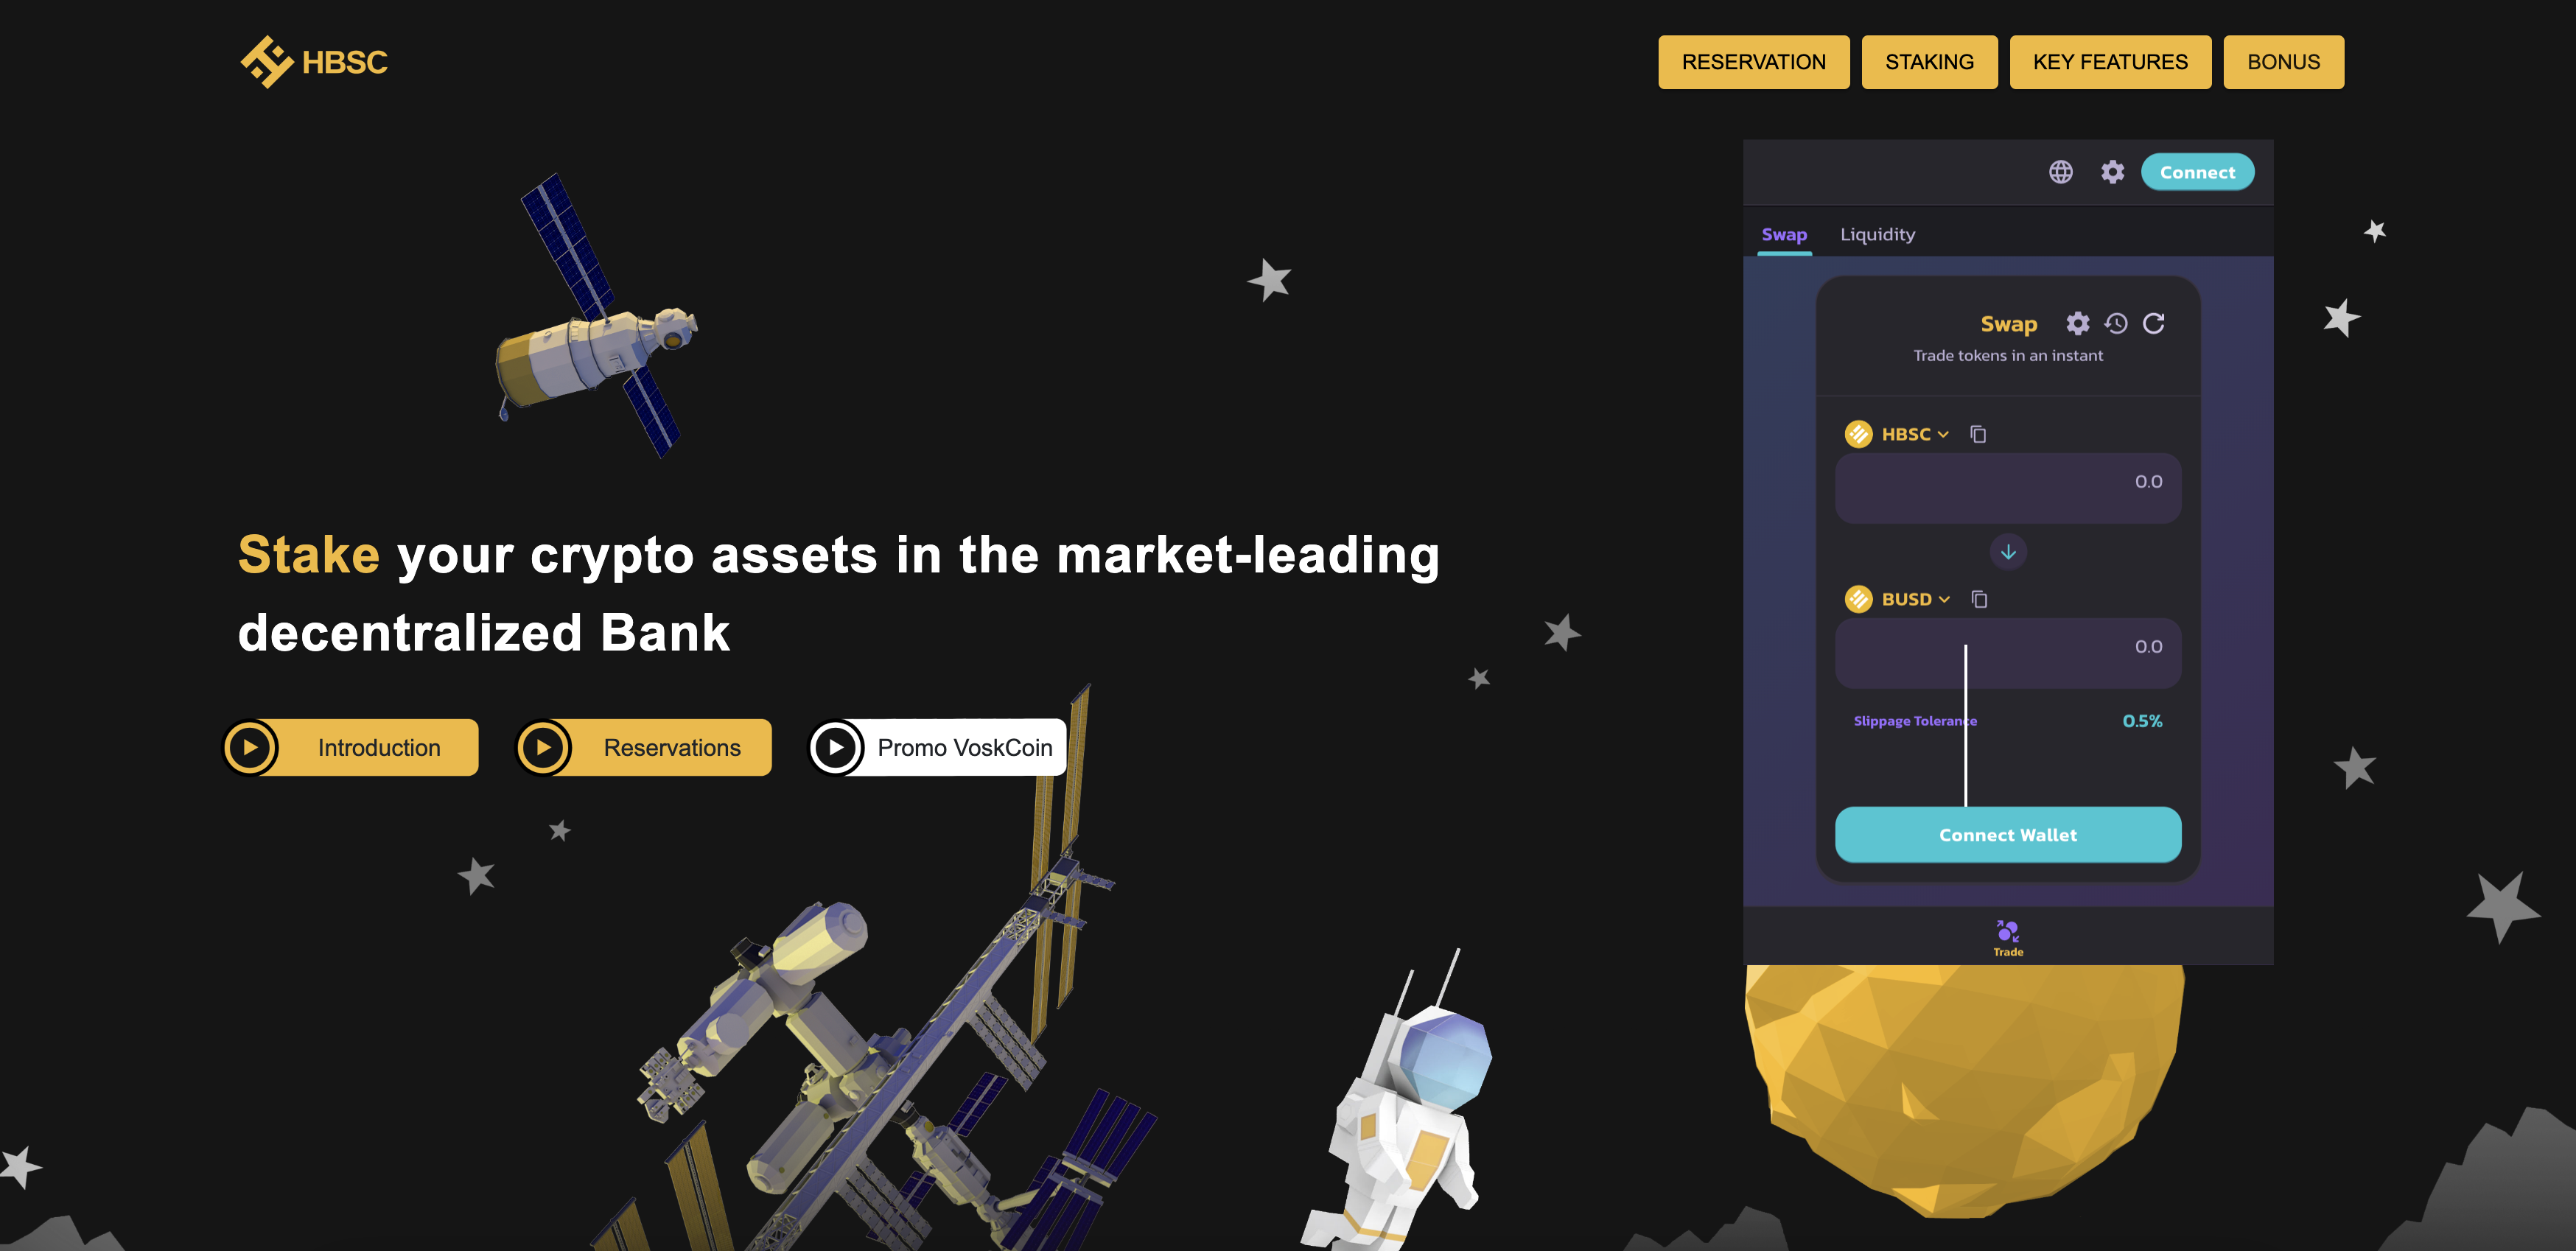 HBSC
RESERVATION
STAKING
KEY FEATURES
BONUS
Connect
Swap
Liquidity
Swap
Trade tokens in an instant
HBSC
0.0
BUSD
0.0
Slippage Tolerance
0.5%
Connect Wallet
Trade
Stake your crypto assets in the market-leading
decentralized Bank
Introduction
Reservations
Promo VoskCoin